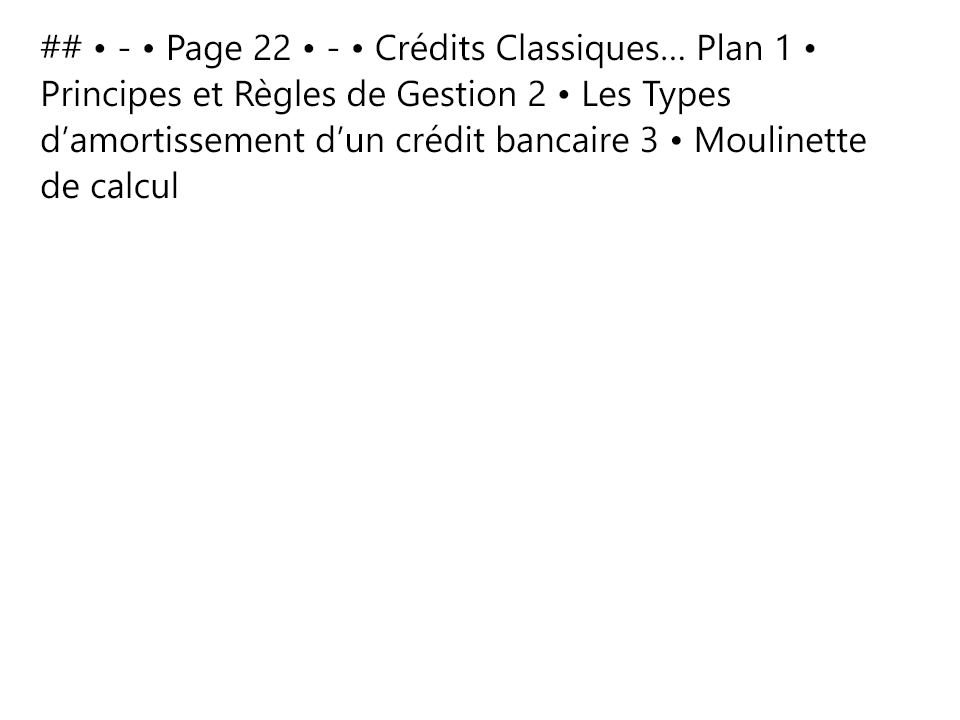 ## • - • Page 22 • - • Crédits Classiques… Plan 1 •
Principes et Règles de Gestion 2 • Les Types
d’amortissement d’un crédit bancaire 3 • Moulinette
de calcul